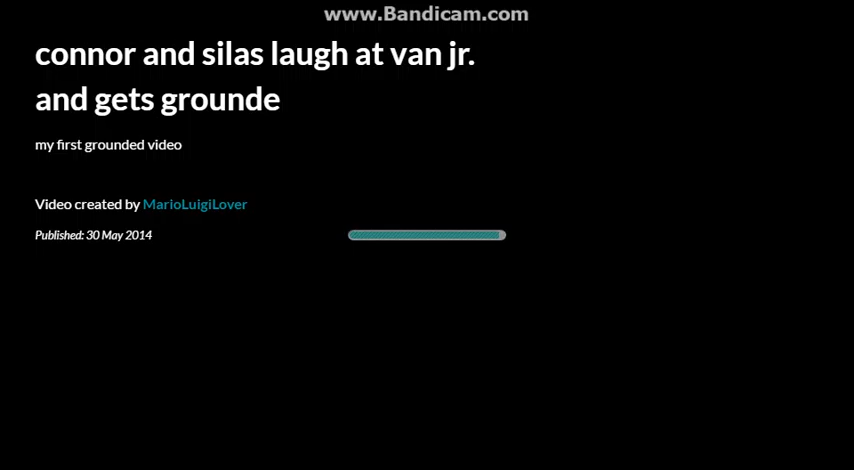 www.Bandicam.com
connor and silas laugh at van jr.
and gets grounde
my first grounded video
Video created by MarioLuigiLover
Published: 30 May 2014